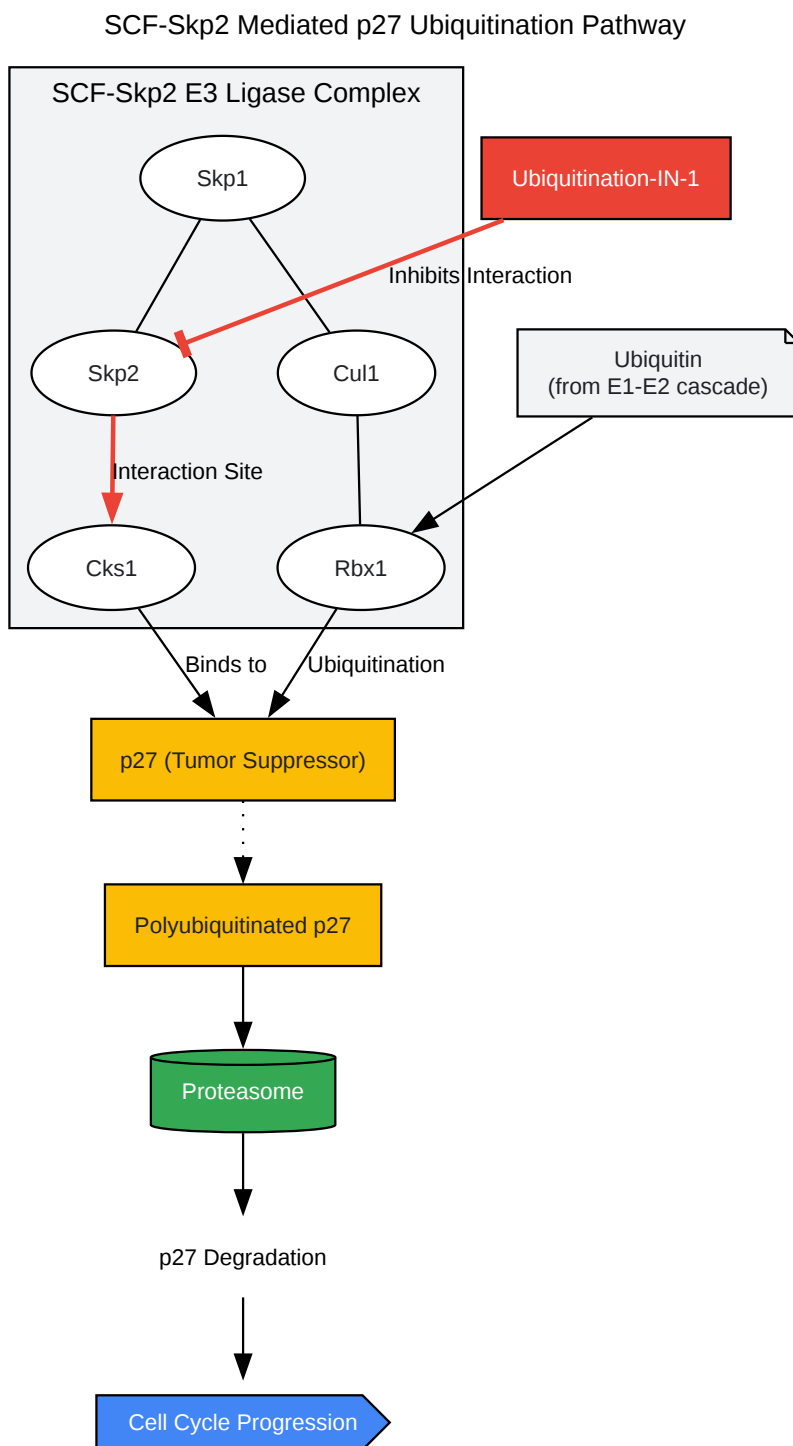 SCF-Skp2 Mediated p27 Ubiquitination Pathway
SCF-Skp2 E3 Ligase Complex
Skp1
Ubiquitination-IN-1
Inhibits Interaction
Skp2
Cul1
Ubiquitin
(from E1-E2 cascade)
Interaction Site
Cks1
Rbx1
Binds to
Ubiquitination
p27 (Tumor Suppressor)
Polyubiquitinated p27
Proteasome
p27 Degradation
Cell Cycle Progression